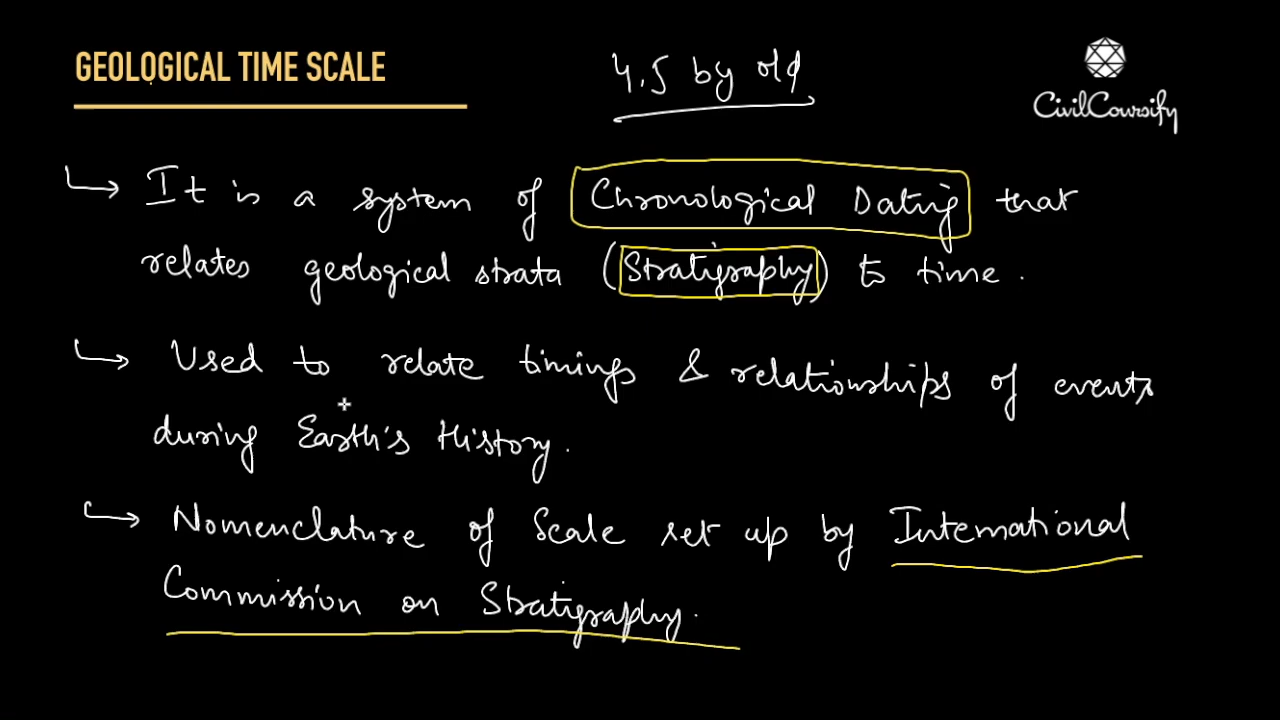 GEOLOGICAL TIME SCALE
4.5 by old
CivilCoursify
It is a system of Chronological Dating that
relates geological strata (Stratigraphy) to time.
Used to relate timings & relationships of events
during Earth's History.
Nomenclature of Scale set up by International
Commission on Stratigraphy.